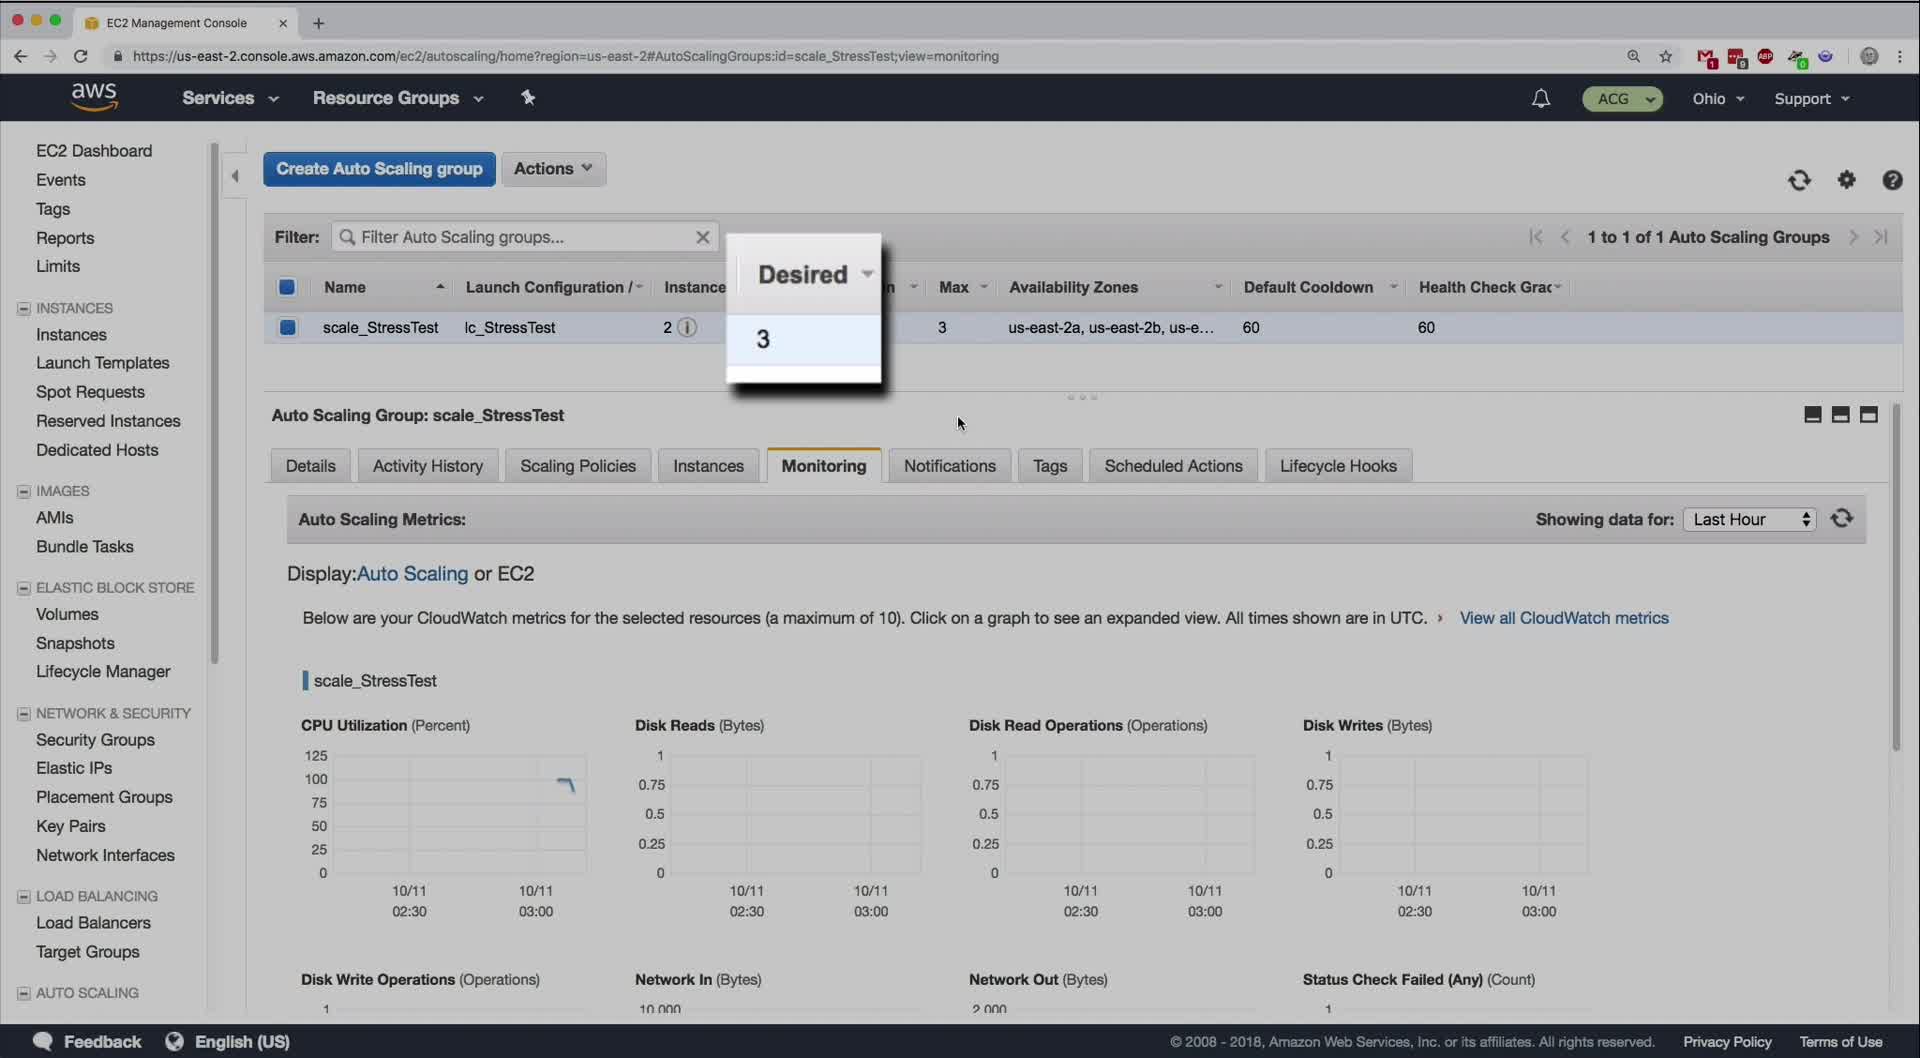 EC2 Management Console
https://us-east-2.console.aws.amazon.com/ec2/autoscaling/home?region=us-east-2#AutoScalingGroups:id=scale_StressTest;view=monitoring
1
9
ABP
0
aws
Services
Resource Groups
ACG
Ohio
Support
EC2 Dashboard
Events
Tags
Reports
Limits
INSTANCES
Instances
Launch Templates
Spot Requests
Reserved Instances
Dedicated Hosts
IMAGES
AMIs
Bundle Tasks
ELASTIC BLOCK STORE
Volumes
Snapshots
Lifecycle Manager
NETWORK & SECURITY
Security Groups
Elastic IPs
Placement Groups
Key Pairs
Network Interfaces
LOAD BALANCING
Load Balancers
Target Groups
AUTO SCALING
Create Auto Scaling group
Actions
Filter:
Filter Auto Scaling groups...
1 to 1 of 1 Auto Scaling Groups
Name Launch Configuration / Instance Desired n Max Availability Zones Default Cooldown Health Check Grac
scale_StressTest lc_StressTest 2 3 3 us-east-2a, us-east-2b, us-e... 60 60
Auto Scaling Group: scale_StressTest
Details Activity History Scaling Policies Instances Monitoring Notifications Tags Scheduled Actions Lifecycle Hooks
Auto Scaling Metrics:
Showing data for: Last Hour
Display:Auto Scaling or EC2
Below are your CloudWatch metrics for the selected resources (a maximum of 10). Click on a graph to see an expanded view. All times shown are in UTC. › View all CloudWatch metrics
scale_StressTest
CPU Utilization (Percent)
125
100
75
50
25
0
10/11 02:30
10/11 03:00
Disk Reads (Bytes)
1
0.75
0.5
0.25
0
10/11 02:30
10/11 03:00
Disk Read Operations (Operations)
1
0.75
0.5
0.25
0
10/11 02:30
10/11 03:00
Disk Writes (Bytes)
1
0.75
0.5
0.25
0
10/11 02:30
10/11 03:00
Disk Write Operations (Operations)
1
Network In (Bytes)
10,000
Network Out (Bytes)
2,000
Status Check Failed (Any) (Count)
1
Feedback
English (US)
© 2008 - 2018, Amazon Web Services, Inc. or its affiliates. All rights reserved.
Privacy Policy
Terms of Use